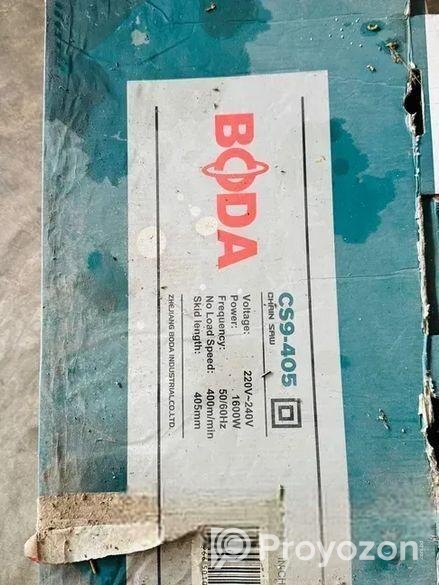 BODA
CS9-405
CHAIN SAW
Voltage: 220V~240V
Power: 1600W
Frequency: 50/60Hz
No Load Speed: 400m/min
Skid length: 405mm
ZHEJIANG BODA INDUSTRIAL CO.,LTD.
Proyozon